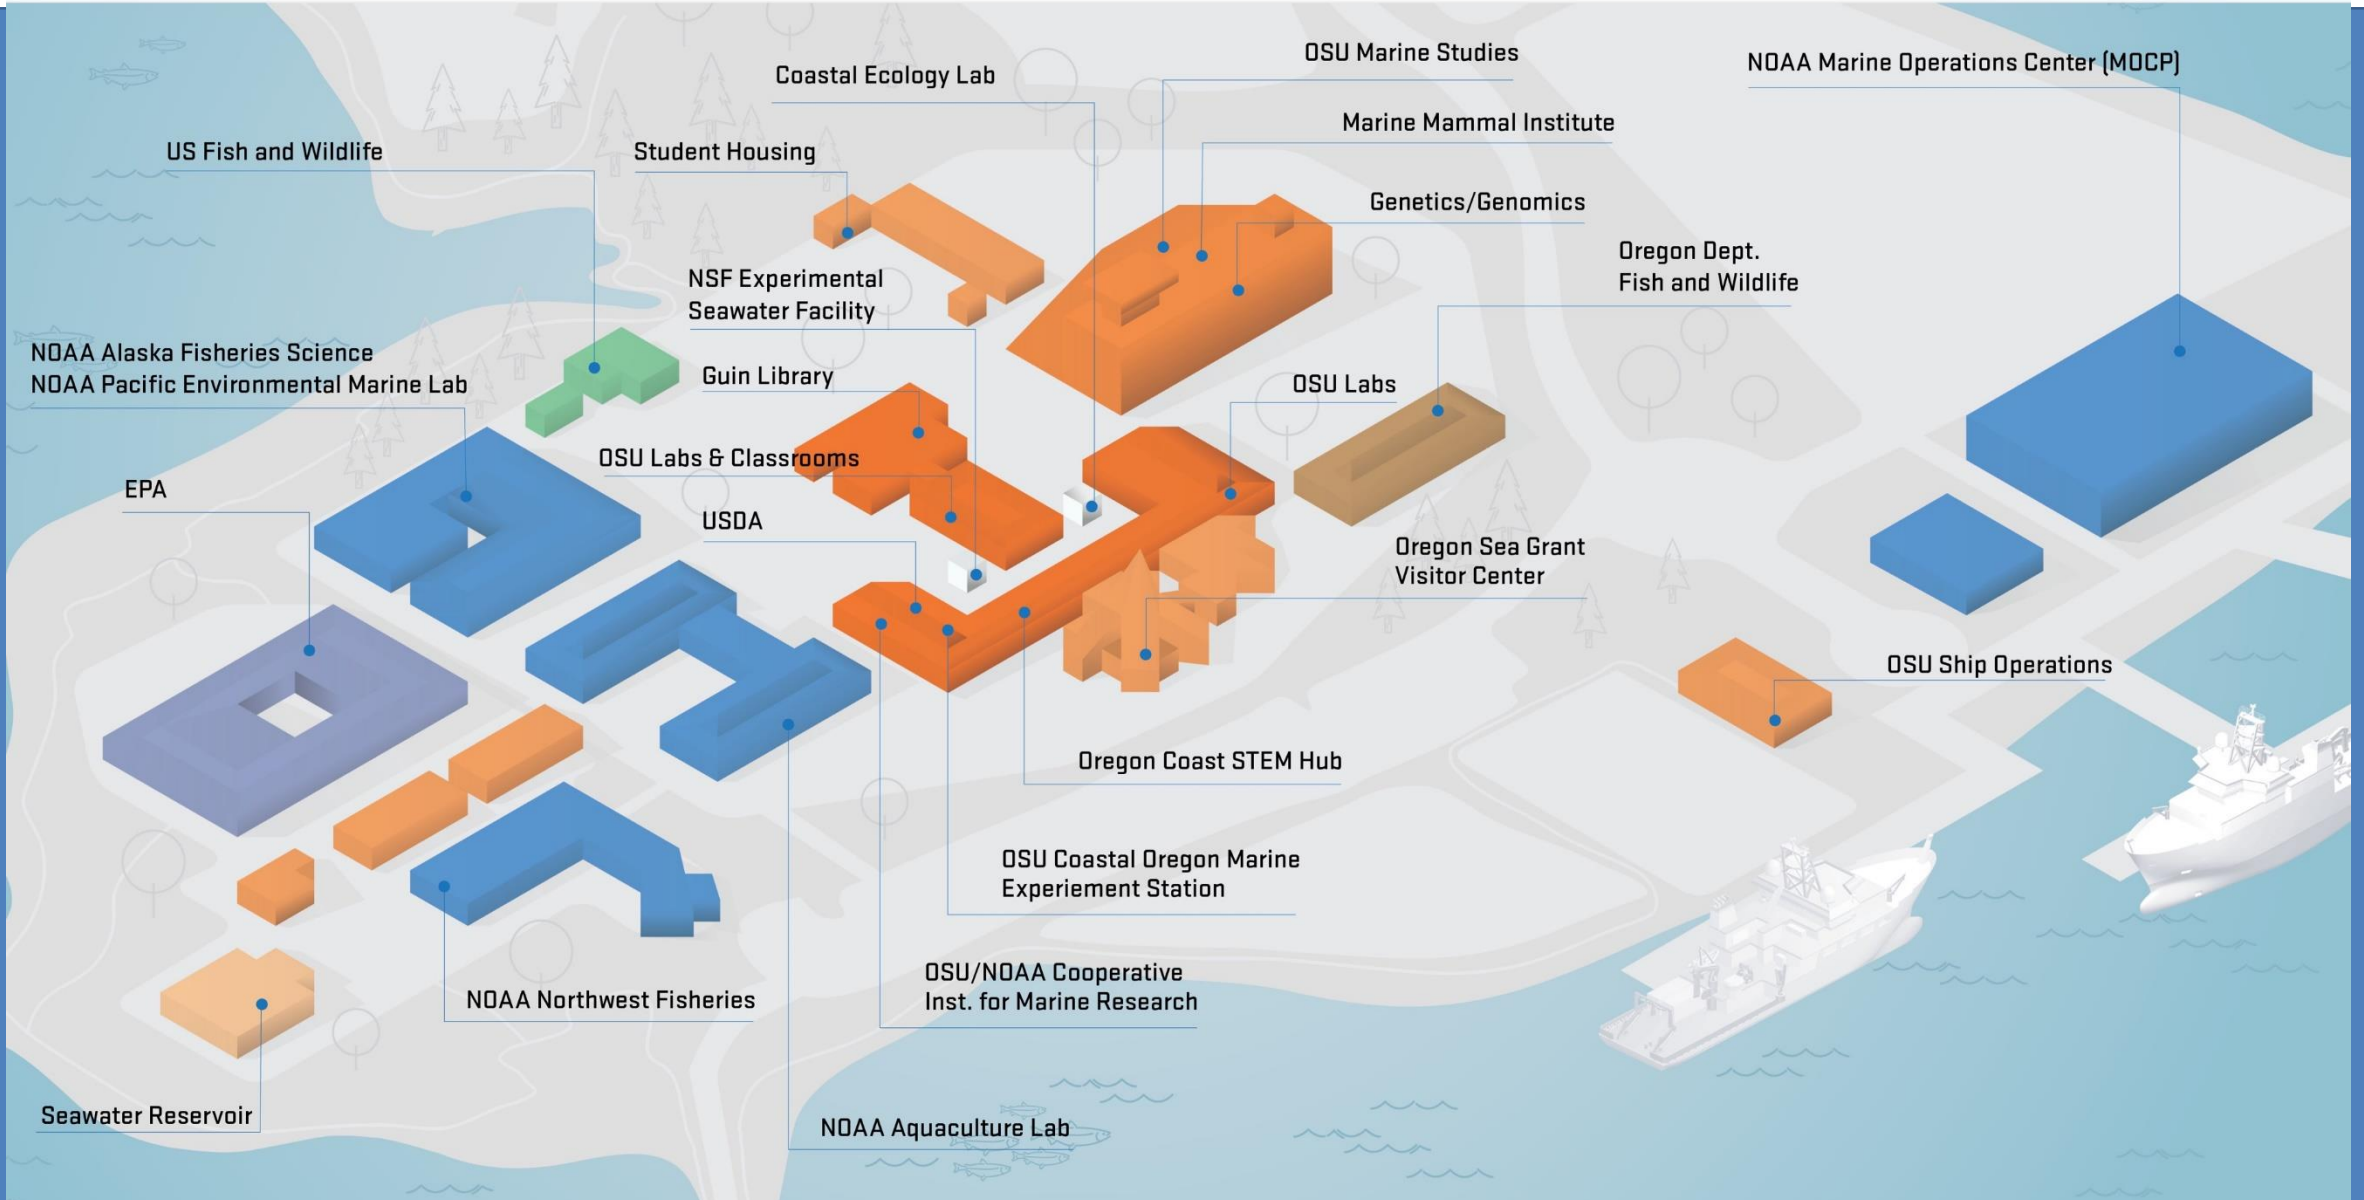 OSU Marine Studies
NOAA Marine Operations Center (MOCP)
Coastal Ecology Lab
Marine Mammal Institute
US Fish and Wildlife
Student Housing
Genetics/Genomics
Oregon Dept.
Fish and Wildlife
NSF Experimental
Seawater Facility
NOAA Alaska Fisheries Science
NOAA Pacific Environmental Marine Lab
Guin Library
OSU Labs
OSU Labs & Classrooms
EPA
USDA
Oregon Sea Grant
Visitor Center
OSU Ship Operations
Oregon Coast STEM Hub
OSU Coastal Oregon Marine
Experiement Station
OSU/NOAA Cooperative
Inst. for Marine Research
NOAA Northwest Fisheries
Seawater Reservoir
NOAA Aquaculture Lab